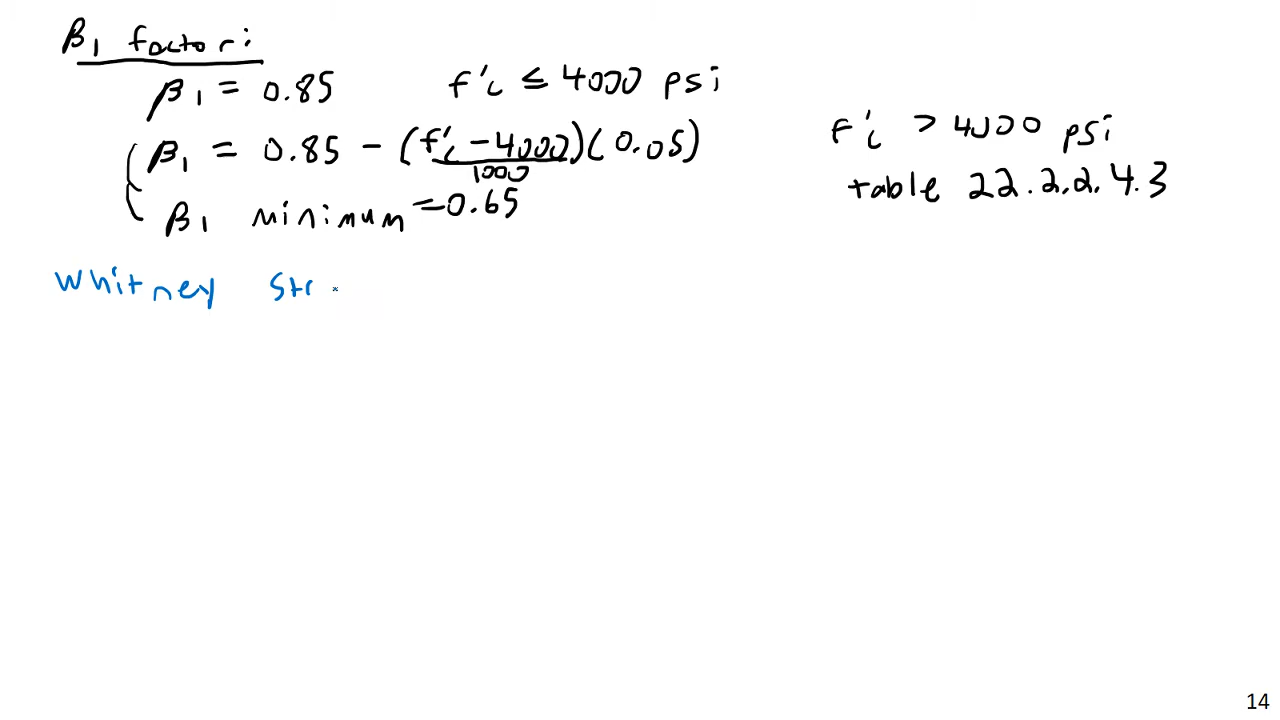 β1 factor:
β1 = 0.85 f'c ≤ 4000 psi
β1 = 0.85 - (f'c - 4000)(0.05) f'c > 4000 psi
1000
β1 minimum = 0.65 table 22.2.2.4.3
Whitney Str
14